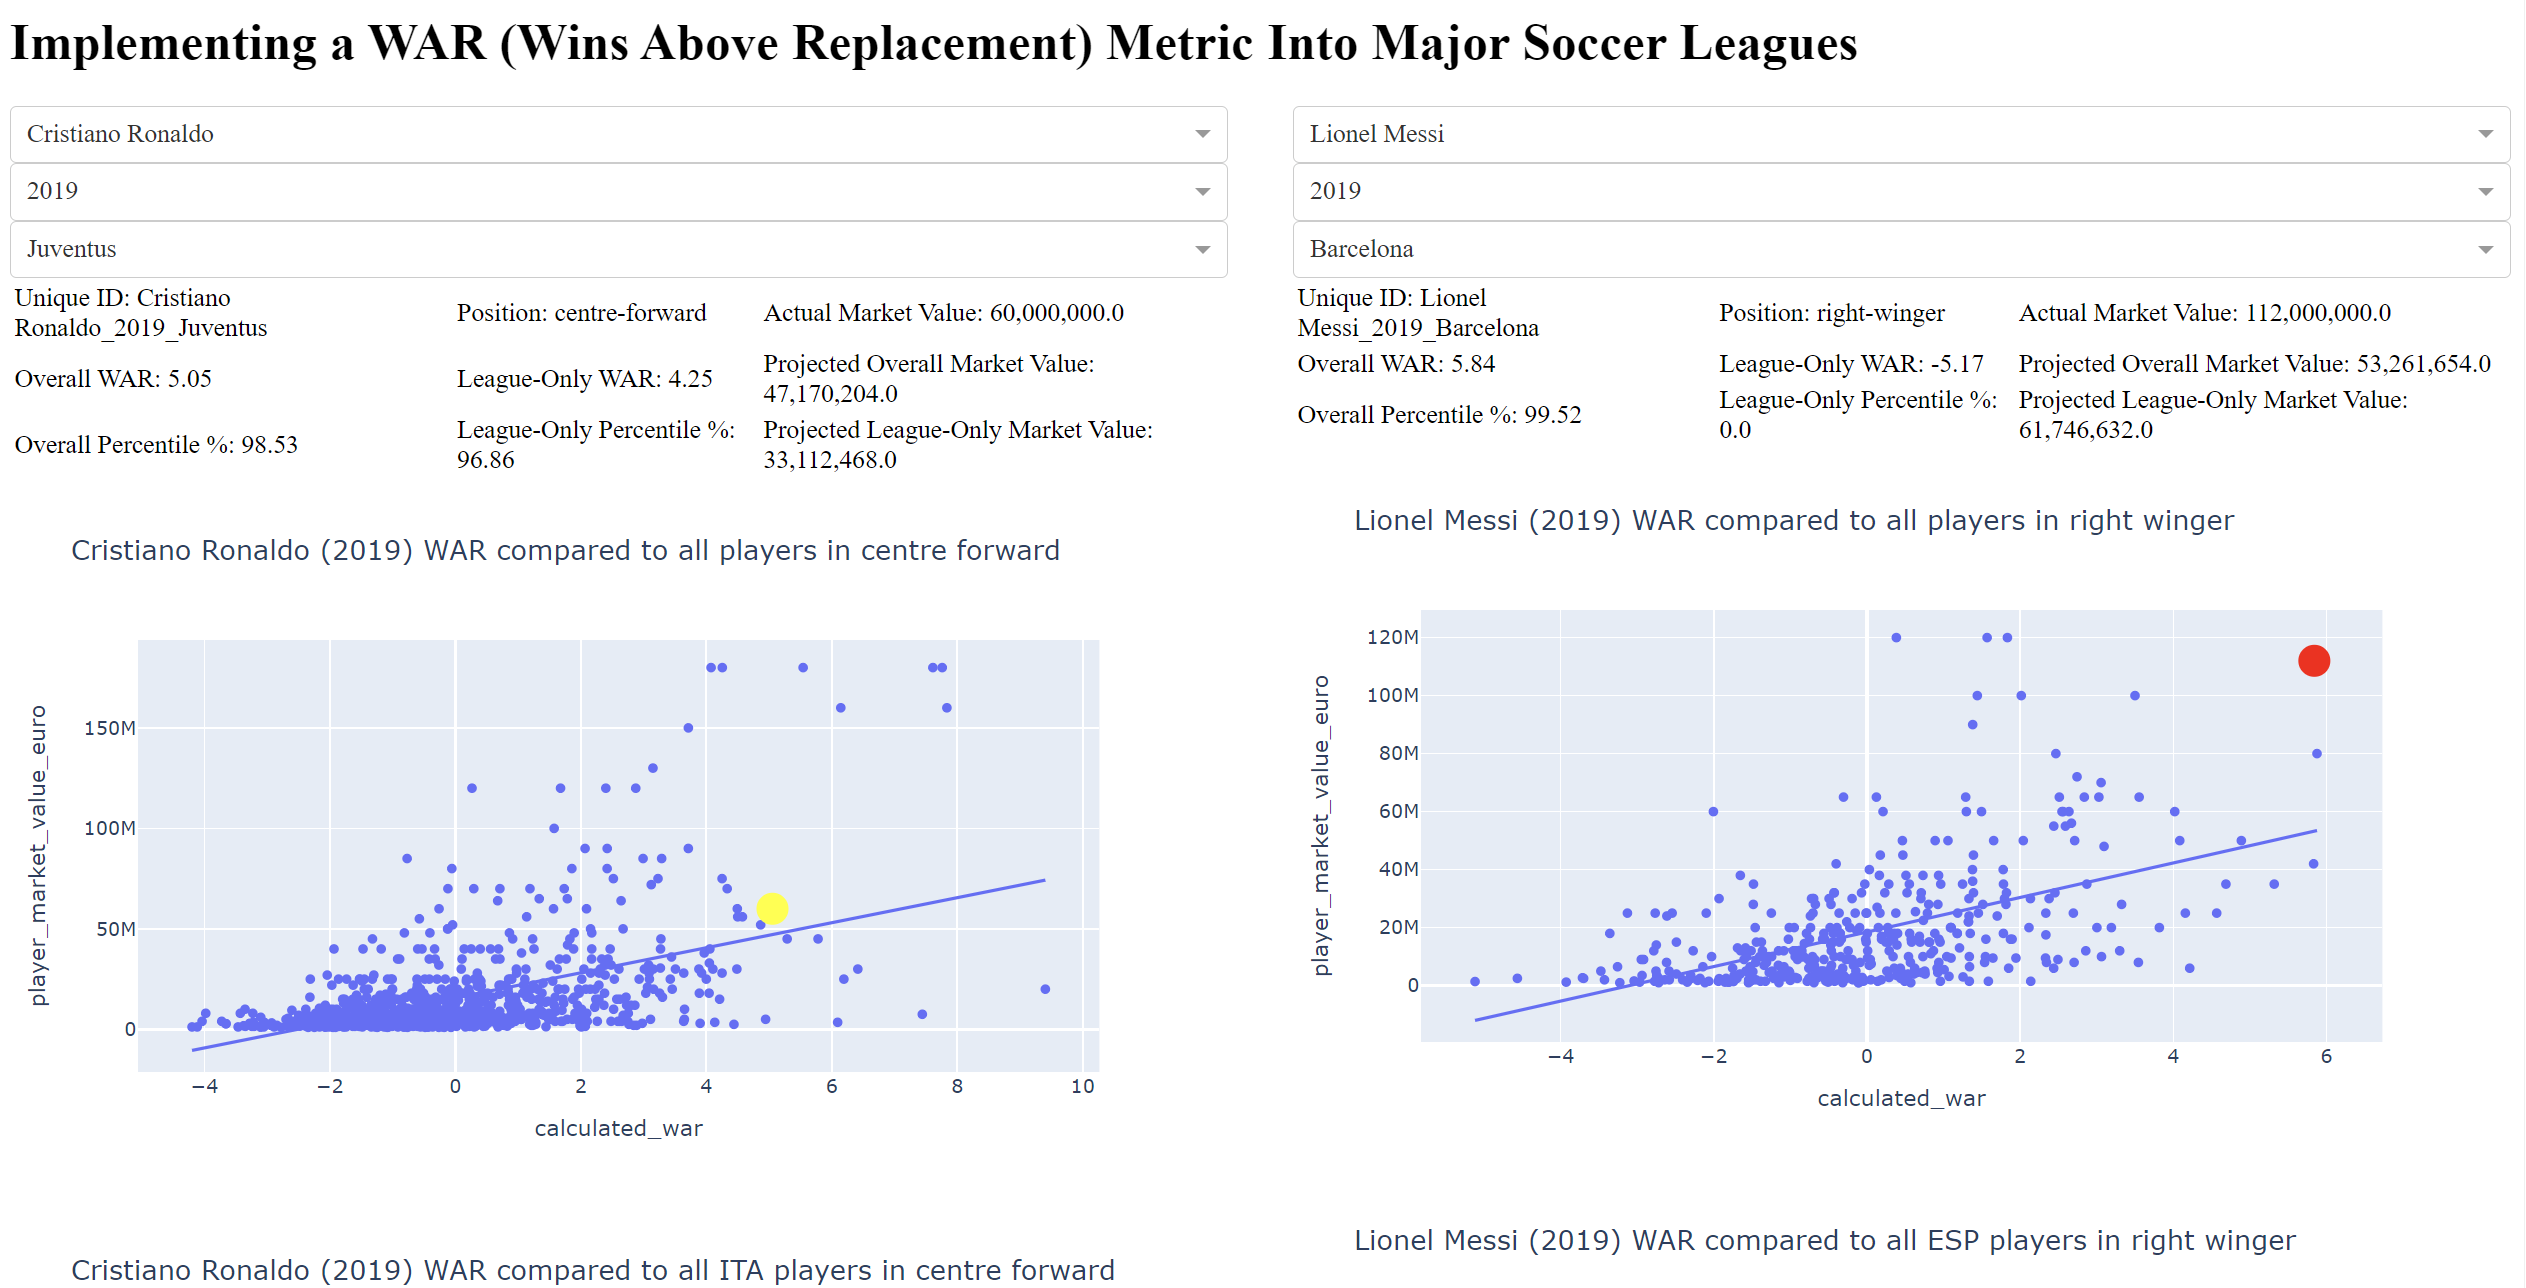 Implementing a WAR (Wins Above Replacement) Metric Into Major Soccer Leagues
Cristiano Ronaldo
2019
Juventus
Unique ID: Cristiano
Ronaldo_2019_Juventus
Position: centre-forward
Actual Market Value: 60,000,000.0
Overall WAR: 5.05
League-Only WAR: 4.25
Projected Overall Market Value:
47,170,204.0
Overall Percentile %: 98.53
League-Only Percentile %:
96.86
Projected League-Only Market Value:
33,112,468.0
Cristiano Ronaldo (2019) WAR compared to all players in centre forward
player_market_value_euro
150M
100M
50M
0
−4
−2
0
2
4
6
8
10
calculated_war
Cristiano Ronaldo (2019) WAR compared to all ITA players in centre forward
Lionel Messi
2019
Barcelona
Unique ID: Lionel
Messi_2019_Barcelona
Position: right-winger
Actual Market Value: 112,000,000.0
Overall WAR: 5.84
League-Only WAR: -5.17
Projected Overall Market Value: 53,261,654.0
Overall Percentile %: 99.52
League-Only Percentile %:
0.0
Projected League-Only Market Value:
61,746,632.0
Lionel Messi (2019) WAR compared to all players in right winger
player_market_value_euro
120M
100M
80M
60M
40M
20M
0
−4
−2
0
2
4
6
calculated_war
Lionel Messi (2019) WAR compared to all ESP players in right winger